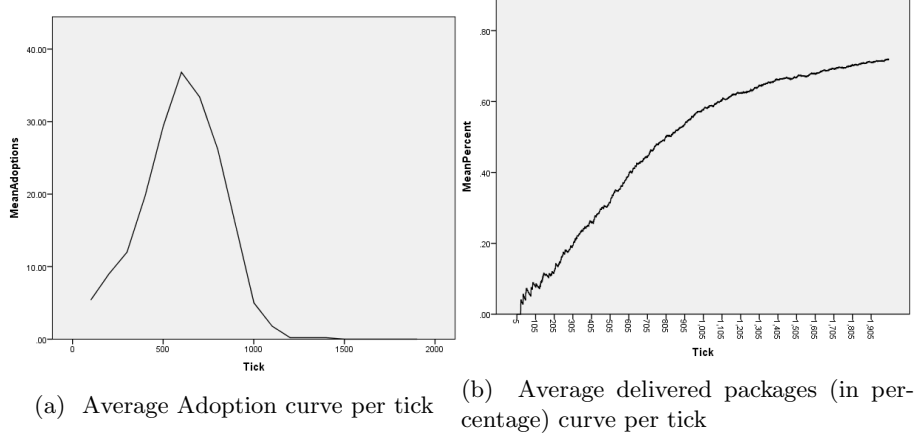 40.00
30.00
20.00
10.00
.00
MeanAdoptions
0 500 1000 1500 2000
Tick
(a) Average Adoption curve per tick
.80
.60
.40
.20
.00
MeanPercent
5 105 205 305 405 505 605 705 805 905 1,005 1,105 1,205 1,305 1,405 1,505 1,605 1,705 1,805 1,905
Tick
(b) Average delivered packages (in per-
centage) curve per tick